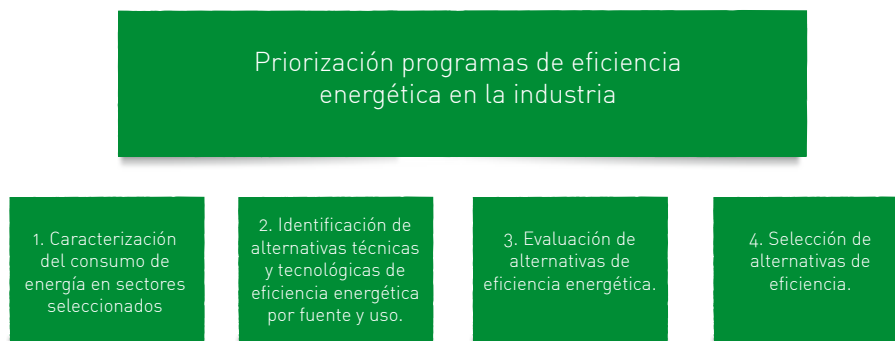 Priorización programas de eficiencia
energética en la industria
1. Caracterización
del consumo de
energía en sectores
seleccionados
2. Identificación de
alternativas técnicas
y tecnológicas de
eficiencia energética
por fuente y uso.
3. Evaluación de
alternativas de
eficiencia energética.
4. Selección de
alternativas de
eficiencia.